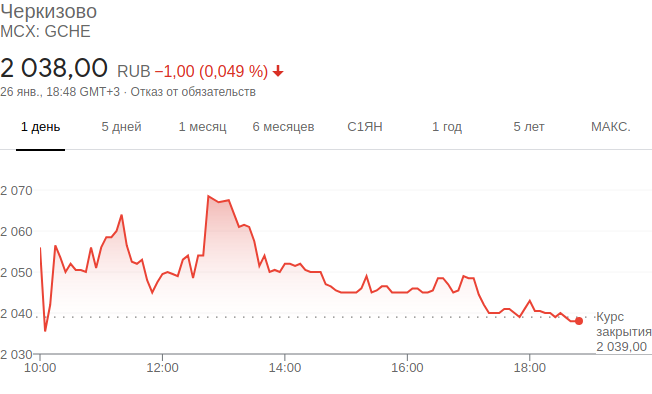 Черкизово
MCX: GCHE
2 038,00 RUB −1,00 (0,049 %)
26 янв., 18:48 GMT+3 · Отказ от обязательств
1 день 5 дней 1 месяц 6 месяцев С1ЯН 1 год 5 лет МАКС.
2 070
2 060
2 050
2 040
2 030
Курс
закрытия
2 039,00
10:00 12:00 14:00 16:00 18:00